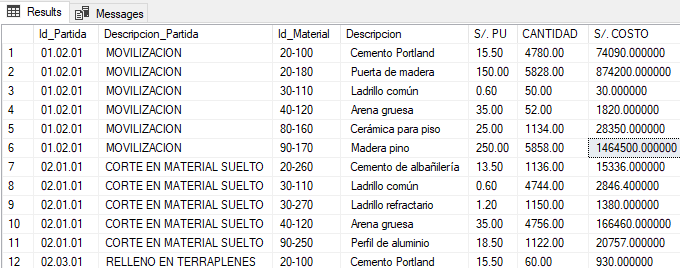 Results Messages
Id_Partida Descripcion_Partida Id_Material Descripcion S/. PU CANTIDAD S/. COSTO
1 01.02.01 MOVILIZACION 20-100 Cemento Portland 15.50 4780.00 74090.000000
2 01.02.01 MOVILIZACION 20-180 Puerta de madera 150.00 5828.00 874200.000000
3 01.02.01 MOVILIZACION 30-110 Ladrillo común 0.60 50.00 30.000000
4 01.02.01 MOVILIZACION 40-120 Arena gruesa 35.00 52.00 1820.000000
5 01.02.01 MOVILIZACION 80-160 Cerámica para piso 25.00 1134.00 28350.000000
6 01.02.01 MOVILIZACION 90-170 Madera pino 250.00 5858.00 1464500.000000
7 02.01.01 CORTE EN MATERIAL SUELTO 20-260 Cemento de albañilería 13.50 1136.00 15336.000000
8 02.01.01 CORTE EN MATERIAL SUELTO 30-110 Ladrillo común 0.60 4744.00 2846.400000
9 02.01.01 CORTE EN MATERIAL SUELTO 30-270 Ladrillo refractario 1.20 1150.00 1380.000000
10 02.01.01 CORTE EN MATERIAL SUELTO 40-120 Arena gruesa 35.00 4756.00 166460.000000
11 02.01.01 CORTE EN MATERIAL SUELTO 90-250 Perfil de aluminio 18.50 1122.00 20757.000000
12 02.03.01 RELLENO EN TERRAPLENES 20-100 Cemento Portland 15.50 60.00 930.000000